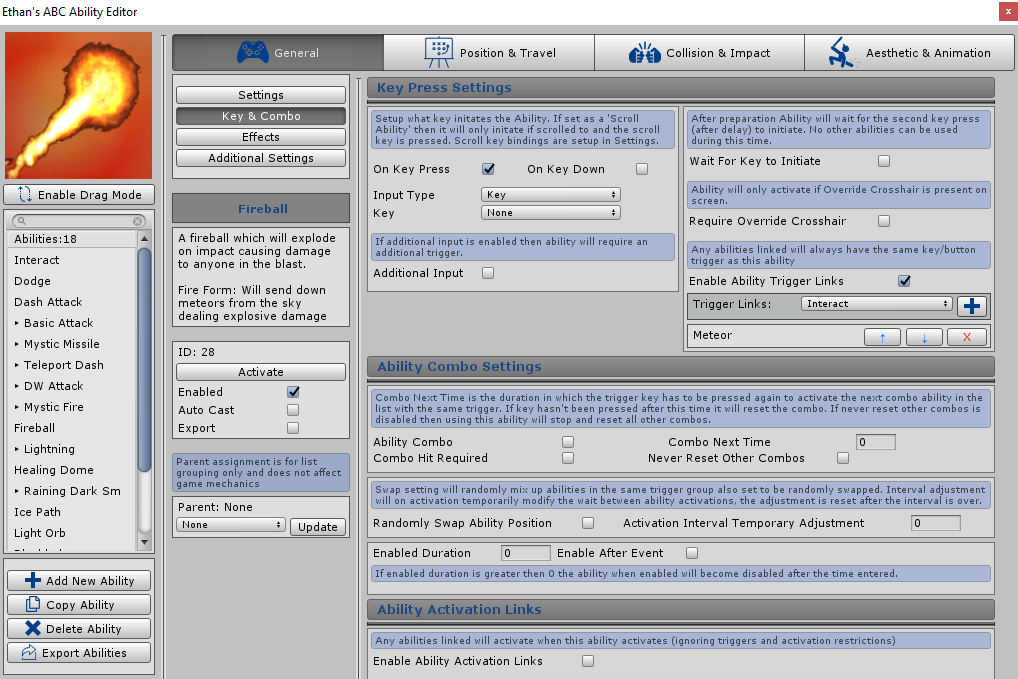 Ethan's ABC Ability Editor
x
General
Position & Travel
Collision & Impact
Aesthetic & Animation
Enable Drag Mode
Abilities:18
Interact
Dodge
Dash Attack
Basic Attack
Mystic Missile
Teleport Dash
DW Attack
Mystic Fire
Fireball
Lightning
Healing Dome
Raining Dark Sm
Ice Path
Light Orb
Add New Ability
Copy Ability
Delete Ability
Export Abilities
Settings
Key & Combo
Effects
Additional Settings
Fireball
A fireball which will explode
on impact causing damage
to anyone in the blast.
Fire Form: Will send down
meteors from the sky
dealing explosive damage
ID: 28
Activate
Enabled
Auto Cast
Export
Parent assignment is for list
grouping only and does not affect
game mechanics
Parent: None
None
Update
Key Press Settings
Setup what key initates the Ability. If set as a 'Scroll
Ability' then it will only initate if scrolled to and the scroll
key is pressed. Scroll key bindings are setup in Settings.
On Key Press
On Key Down
Input Type
Key
Key
None
If additional input is enabled then ability will require an
additional trigger.
Additional Input
After preparation Ability will wait for the second key press
(after delay) to initiate. No other abilities can be used
during this time.
Wait For Key to Initiate
Ability will only activate if Override Crosshair is present on
screen.
Require Override Crosshair
Any abilities linked will always have the same key/button
trigger as this ability
Enable Ability Trigger Links
Trigger Links:
Interact
Meteor
↑
↓
X
Ability Combo Settings
Combo Next Time is the duration in which the trigger key has to be pressed again to activate the next combo ability in the
list with the same trigger. If key hasn't been pressed after this time it will reset the combo. If never reset other combos is
disabled then using this ability will stop and reset all other combos.
Ability Combo
Combo Next Time
0
Combo Hit Required
Never Reset Other Combos
Swap setting will randomly mix up abilities in the same trigger group also set to be randomly swapped. Interval adjustment
will on activation temporarily modify the wait between ability activations, the adjustment is reset after the interval is over.
Randomly Swap Ability Position
Activation Interval Temporary Adjustment
0
Enabled Duration
0
Enable After Event
If enabled duration is greater then 0 the ability when enabled will become disabled after the time entered.
Ability Activation Links
Any abilities linked will activate when this ability activates (ignoring triggers and activation restrictions)
Enable Ability Activation Links